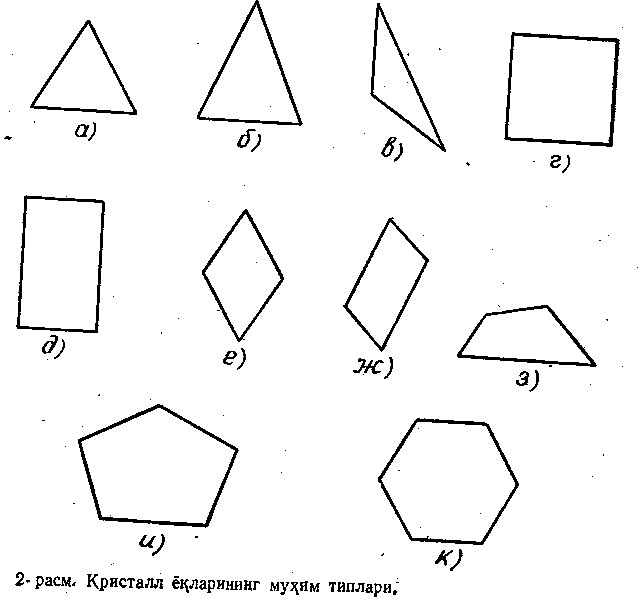 а) б) в) г)
д) е) ж) з)
и) к)
2- расм. Кристалл ёқларининг муҳим типлари.